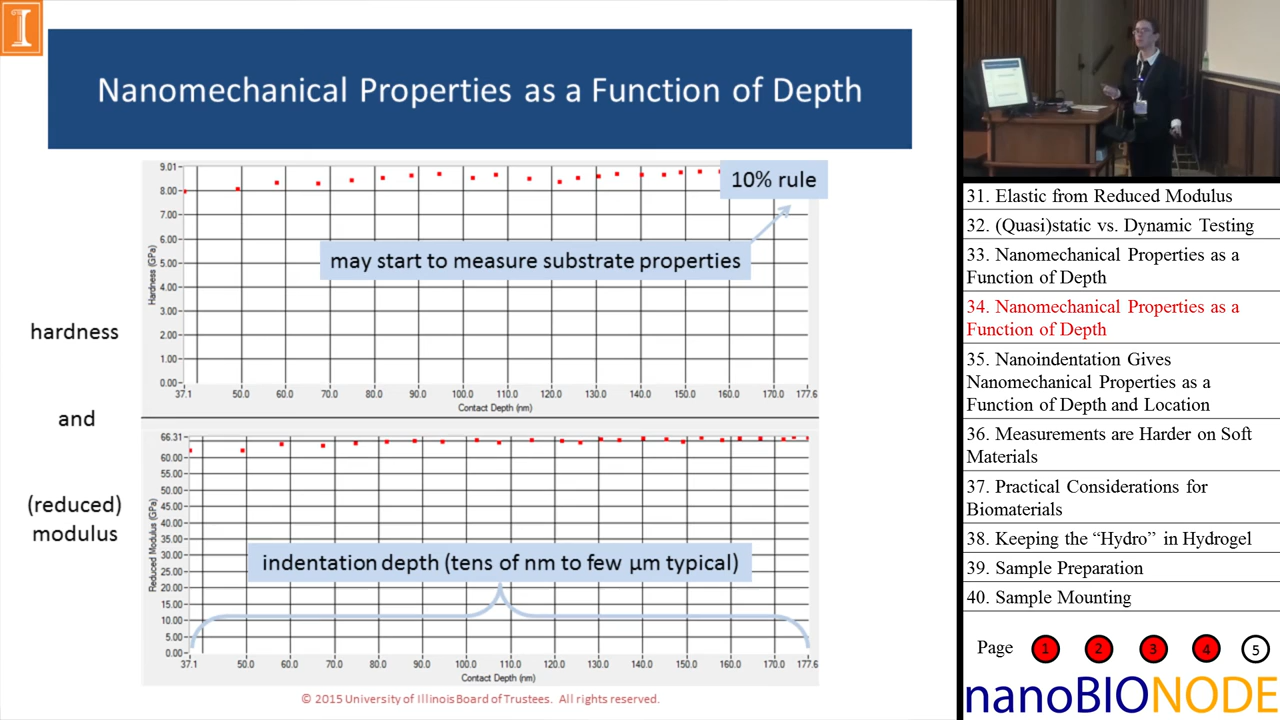 I
Nanomechanical Properties as a Function of Depth
9.01
8.00
7.00
6.00
5.00
4.00
3.00
2.00
1.00
0.00
Hardness (GPa)
10% rule
may start to measure substrate properties
37.1 50.0 60.0 70.0 80.0 90.0 100.0 110.0 120.0 130.0 140.0 150.0 160.0 170.0 177.6
Contact Depth (nm)
hardness
and
(reduced)
modulus
66.31
60.00
55.00
50.00
45.00
40.00
35.00
30.00
25.00
20.00
15.00
10.00
5.00
0.00
Reduced Modulus (GPa)
indentation depth (tens of nm to few µm typical)
37.1 50.0 60.0 70.0 80.0 90.0 100.0 110.0 120.0 130.0 140.0 150.0 160.0 170.0 177.6
Contact Depth (nm)
© 2015 University of Illinois Board of Trustees. All rights reserved.
31. Elastic from Reduced Modulus
32. (Quasi)static vs. Dynamic Testing
33. Nanomechanical Properties as a
Function of Depth
34. Nanomechanical Properties as a
Function of Depth
35. Nanoindentation Gives
Nanomechanical Properties as a
Function of Depth and Location
36. Measurements are Harder on Soft
Materials
37. Practical Considerations for
Biomaterials
38. Keeping the “Hydro” in Hydrogel
39. Sample Preparation
40. Sample Mounting
Page 1 2 3 4 5
nanoBIONODE